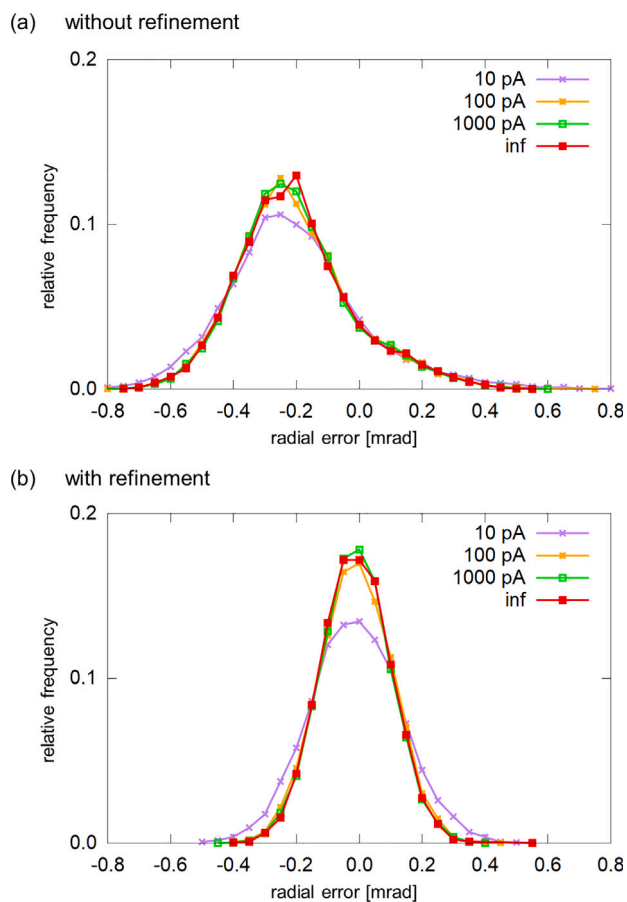 (a) without refinement
0.2
10 pA
100 pA
1000 pA
inf
relative frequency
0.1
0.0
-0.8 -0.6 -0.4 -0.2 0.0 0.2 0.4 0.6 0.8
radial error [mrad]
(b) with refinement
0.2
10 pA
100 pA
1000 pA
inf
relative frequency
0.1
0.0
-0.8 -0.6 -0.4 -0.2 0.0 0.2 0.4 0.6 0.8
radial error [mrad]